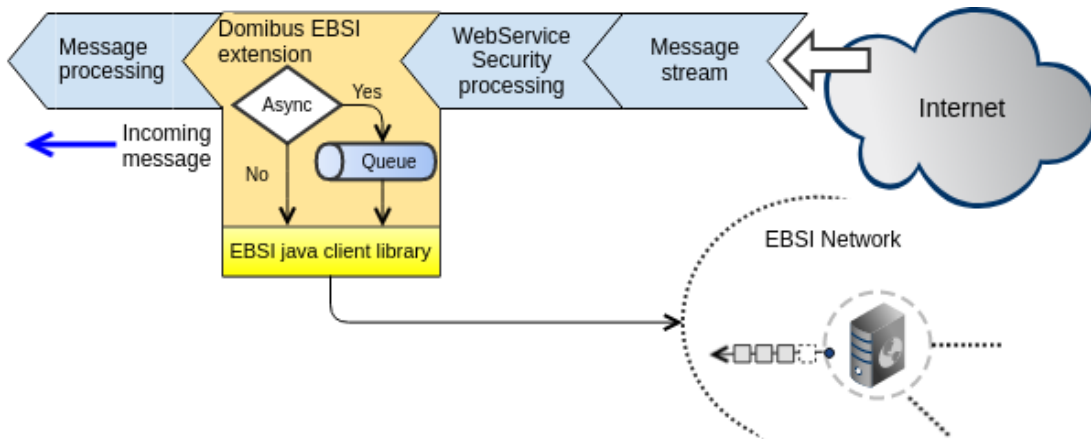 Message
processing
Domibus EBSI
extension
WebService
Security
processing
Message
stream
Internet
Async
Yes
Incoming
message
No
Queue
EBSI java client library
EBSI Network